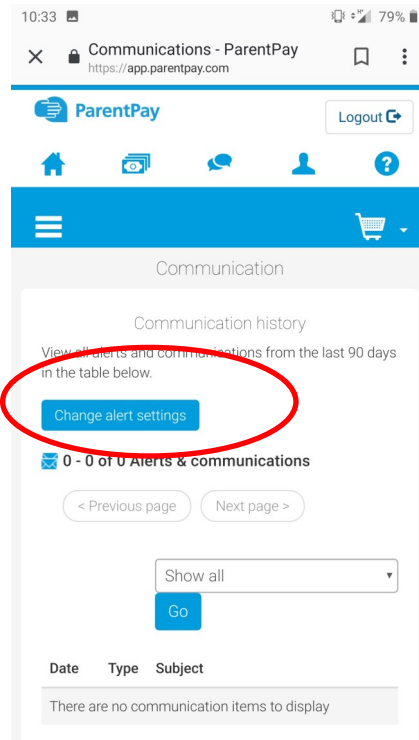 10:33 79%
Communications - ParentPay
https://app.parentpay.com
ParentPay Logout
?
Communication
Communication history
View all alerts and communications from the last 90 days
in the table below.
Change alert settings
0 - 0 of 0 Alerts & communications
< Previous page Next page >
Show all
Go
Date Type Subject
There are no communication items to display